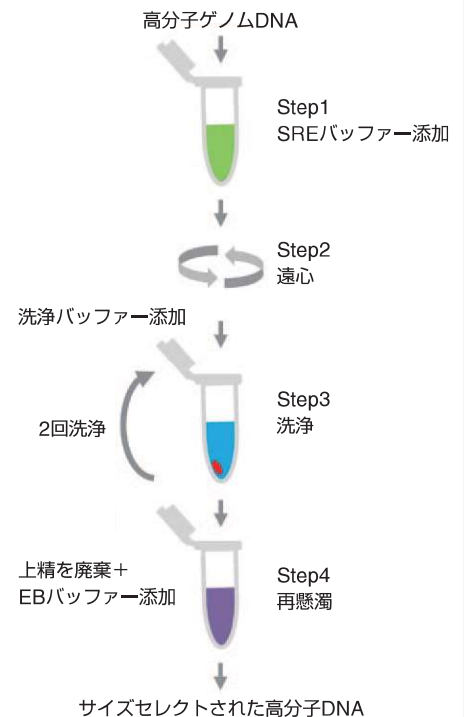 高分子ゲノムDNA
Step1
SREバッファー添加
Step2
遠心
洗浄バッファー添加
Step3
洗浄
2回洗浄
上精を廃棄＋
EBバッファー添加
Step4
再懸濁
サイズセレクトされた高分子DNA